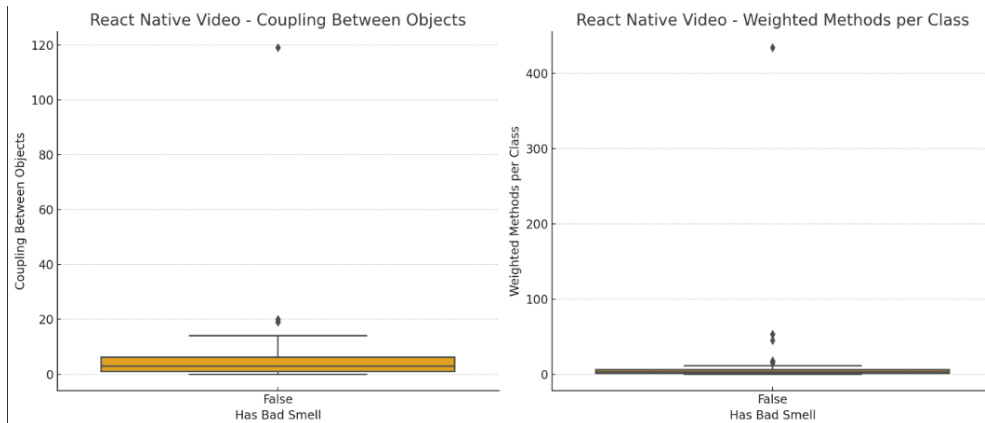 React Native Video - Coupling Between Objects
120
100
80
60
40
20
0
Coupling Between Objects
False
Has Bad Smell
React Native Video - Weighted Methods per Class
400
300
200
100
0
Weighted Methods per Class
False
Has Bad Smell